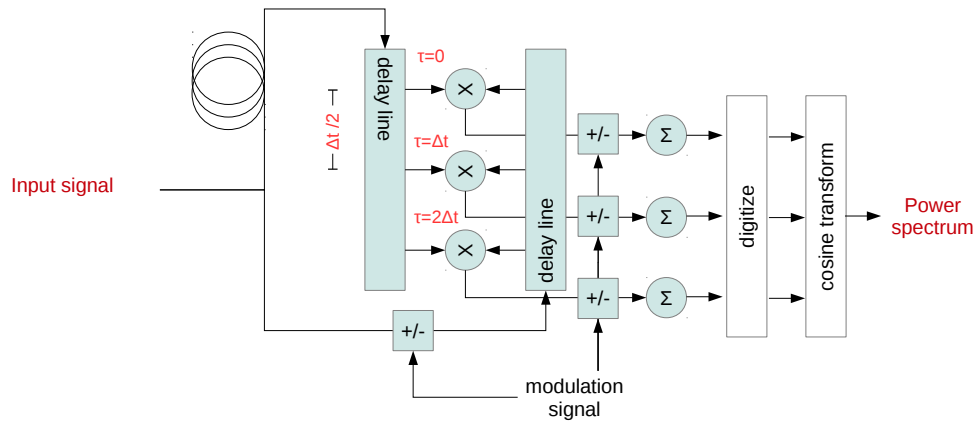 τ=0
delay line
X
Δt /2
+/-
Σ
τ=Δt
X
Input signal
τ=2Δt
+/-
Σ
digitize
cosine transform
Power
spectrum
X
delay line
+/-
Σ
+/-
modulation
signal